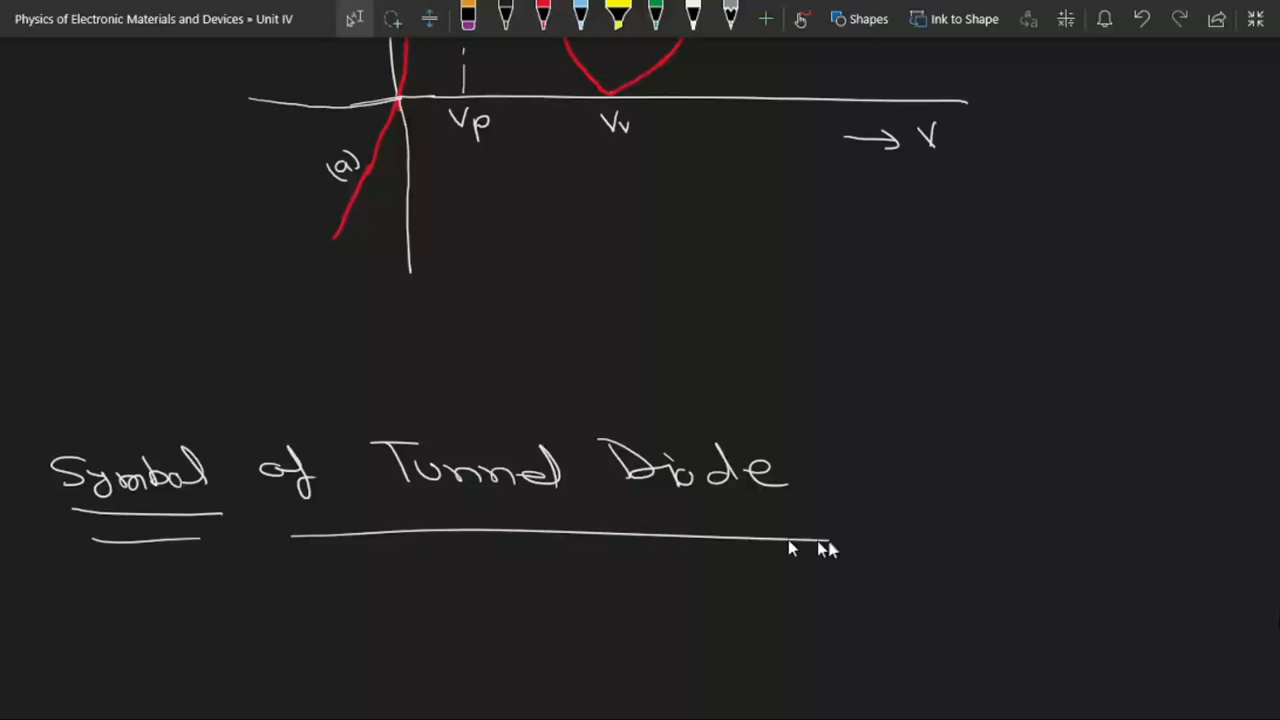 Physics of Electronic Materials and Devices » Unit IV
Shapes
Ink to Shape
Vp
Vv
→ V
(a)
Symbol of Tunnel Diode